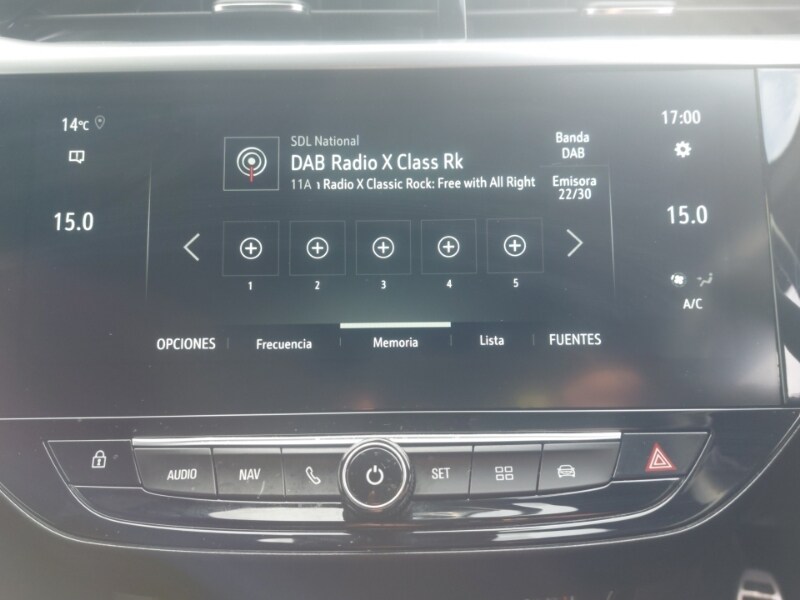 14°C
17:00
SDL National
DAB Radio X Class Rk
11A ı Radio X Classic Rock: Free with All Right
Banda
DAB
Emisora
22/30
15.0
15.0
1
2
3
4
5
A/C
OPCIONES
Frecuencia
Memoria
Lista
FUENTES
AUDIO
NAV
SET